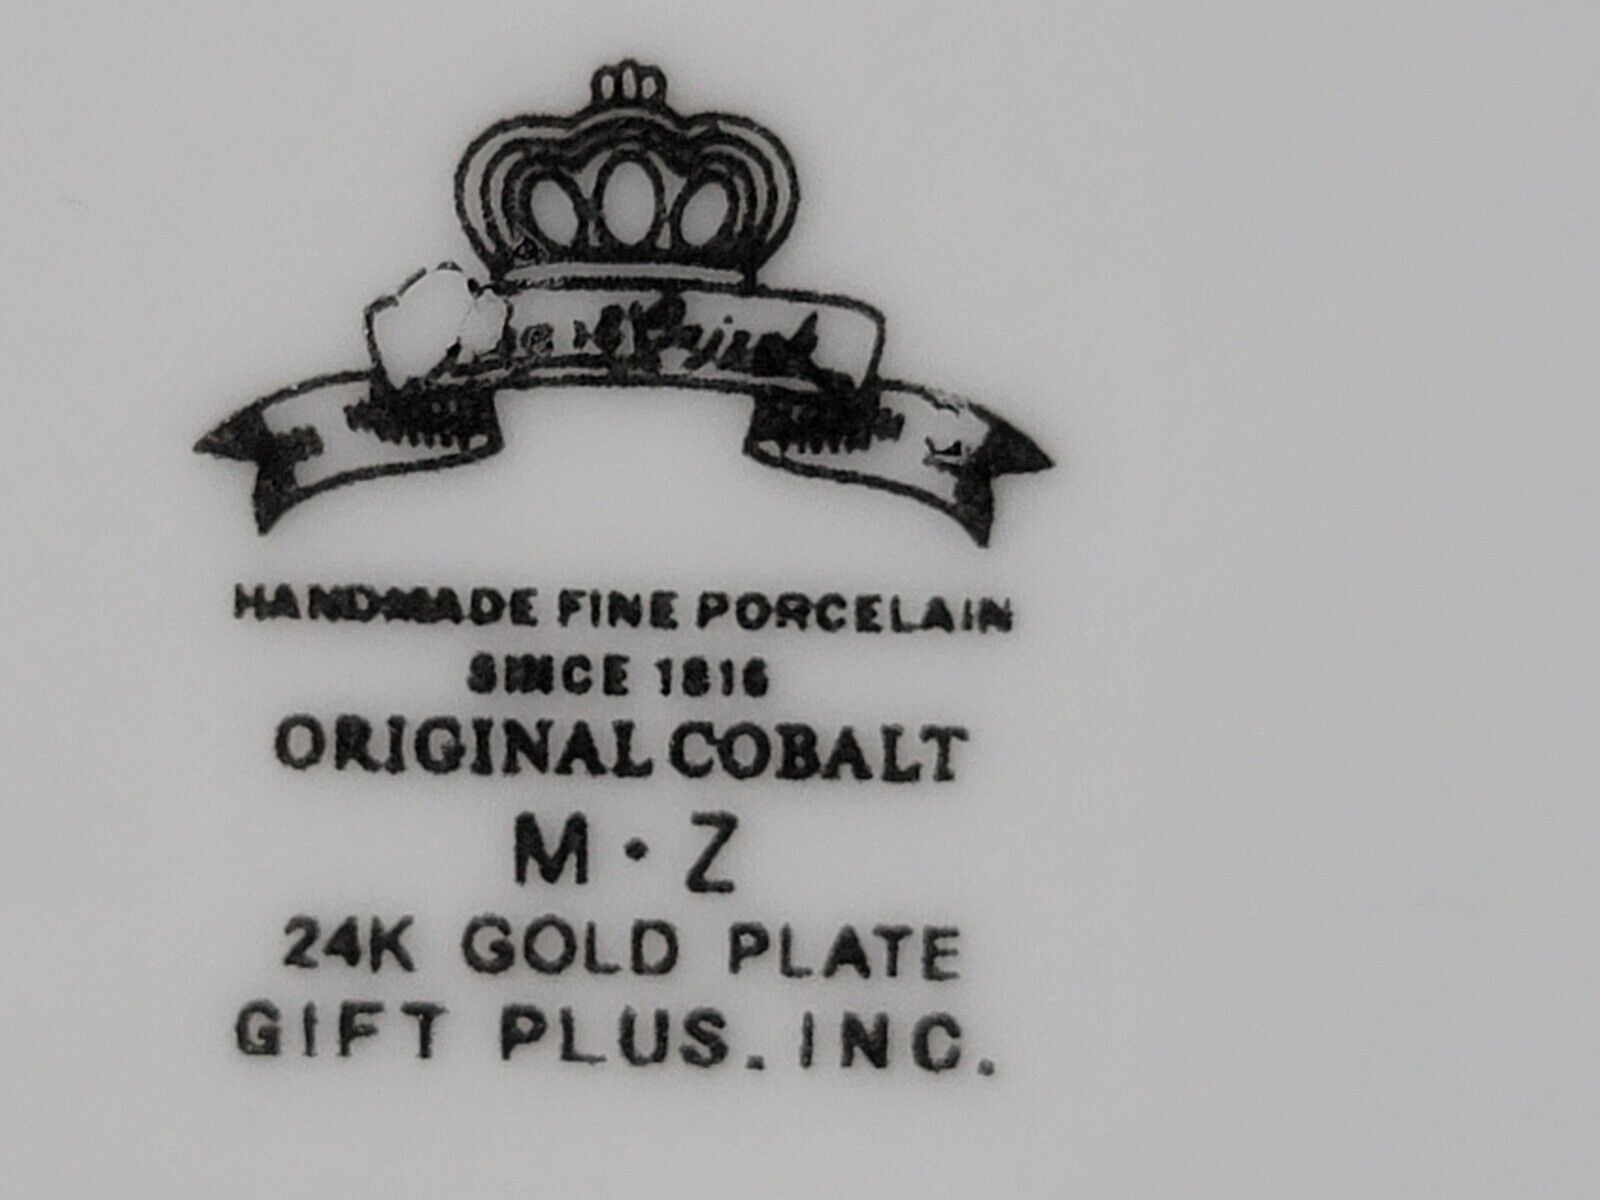 HANDMADE FINE PORCELAIN
SINCE 1816
ORIGINAL COBALT
M · Z
24K GOLD PLATE
GIFT PLUS. INC.